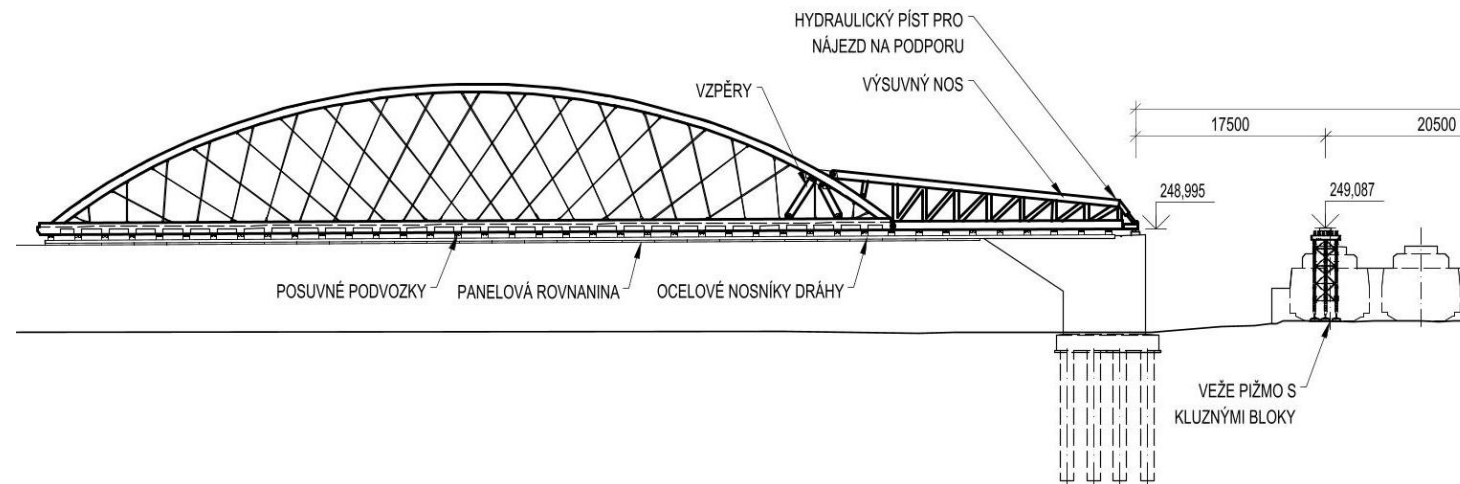 HYDRAULICKÝ PÍST PRO
NÁJEZD NA PODPORU
VZPĚRY
VÝSUVNÝ NOS
17500
20500
248,995
249,087
POSUVNÉ PODVOZKY
PANELOVÁ ROVNANINA
OCELOVÉ NOSNÍKY DRÁHY
VEŽE PIŽMO S
KLUZNÝMI BLOKY